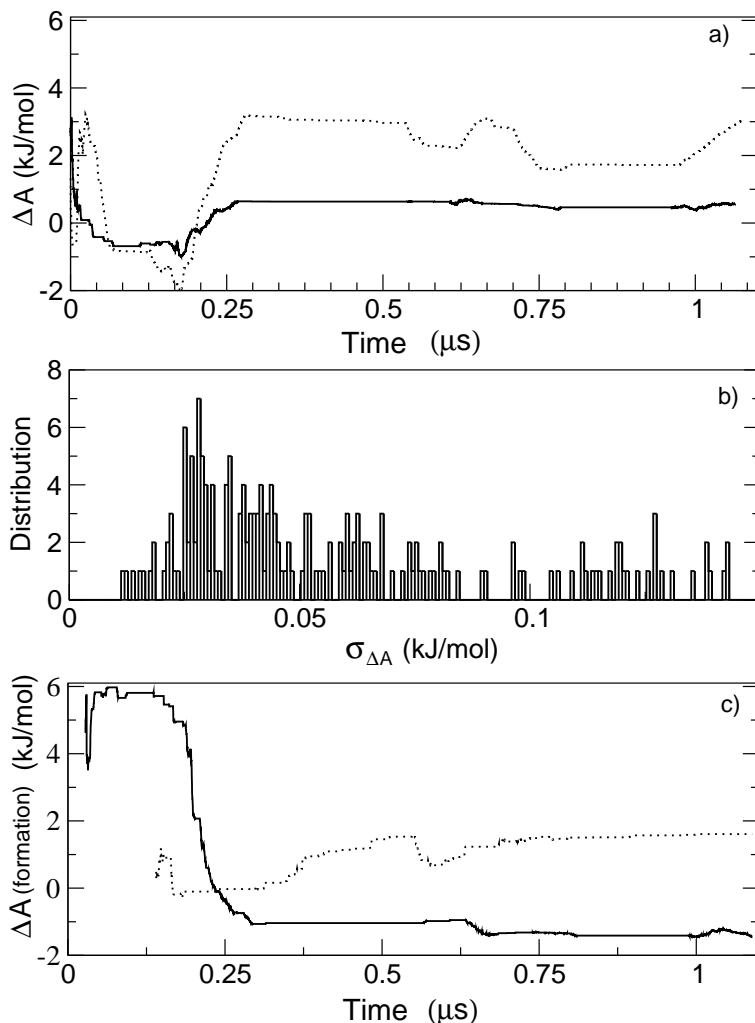 a)
ΔA (kJ/mol)
6
4
2
0
-2
0 0.25 0.5 0.75 1
Time (μs)
b)
Distribution
8
6
4
2
0
0 0.05 0.1
σΔA (kJ/mol)
c)
ΔA (formation) (kJ/mol)
6
4
2
0
-2
0 0.25 0.5 0.75 1
Time (μs)